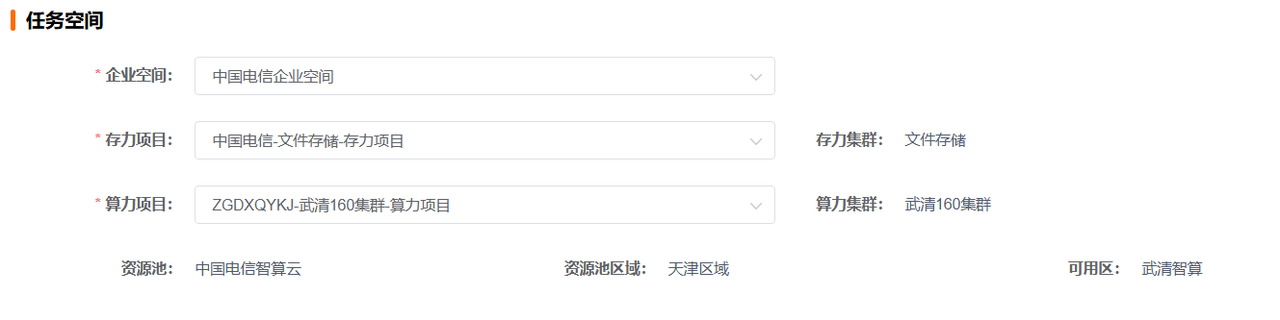 任务空间
* 企业空间： 中国电信企业空间
* 存力项目： 中国电信-文件存储-存力项目 存力集群： 文件存储
* 算力项目： ZGDXQYKJ-武清160集群-算力项目 算力集群： 武清160集群
资源池： 中国电信智算云 资源池区域： 天津区域 可用区： 武清智算